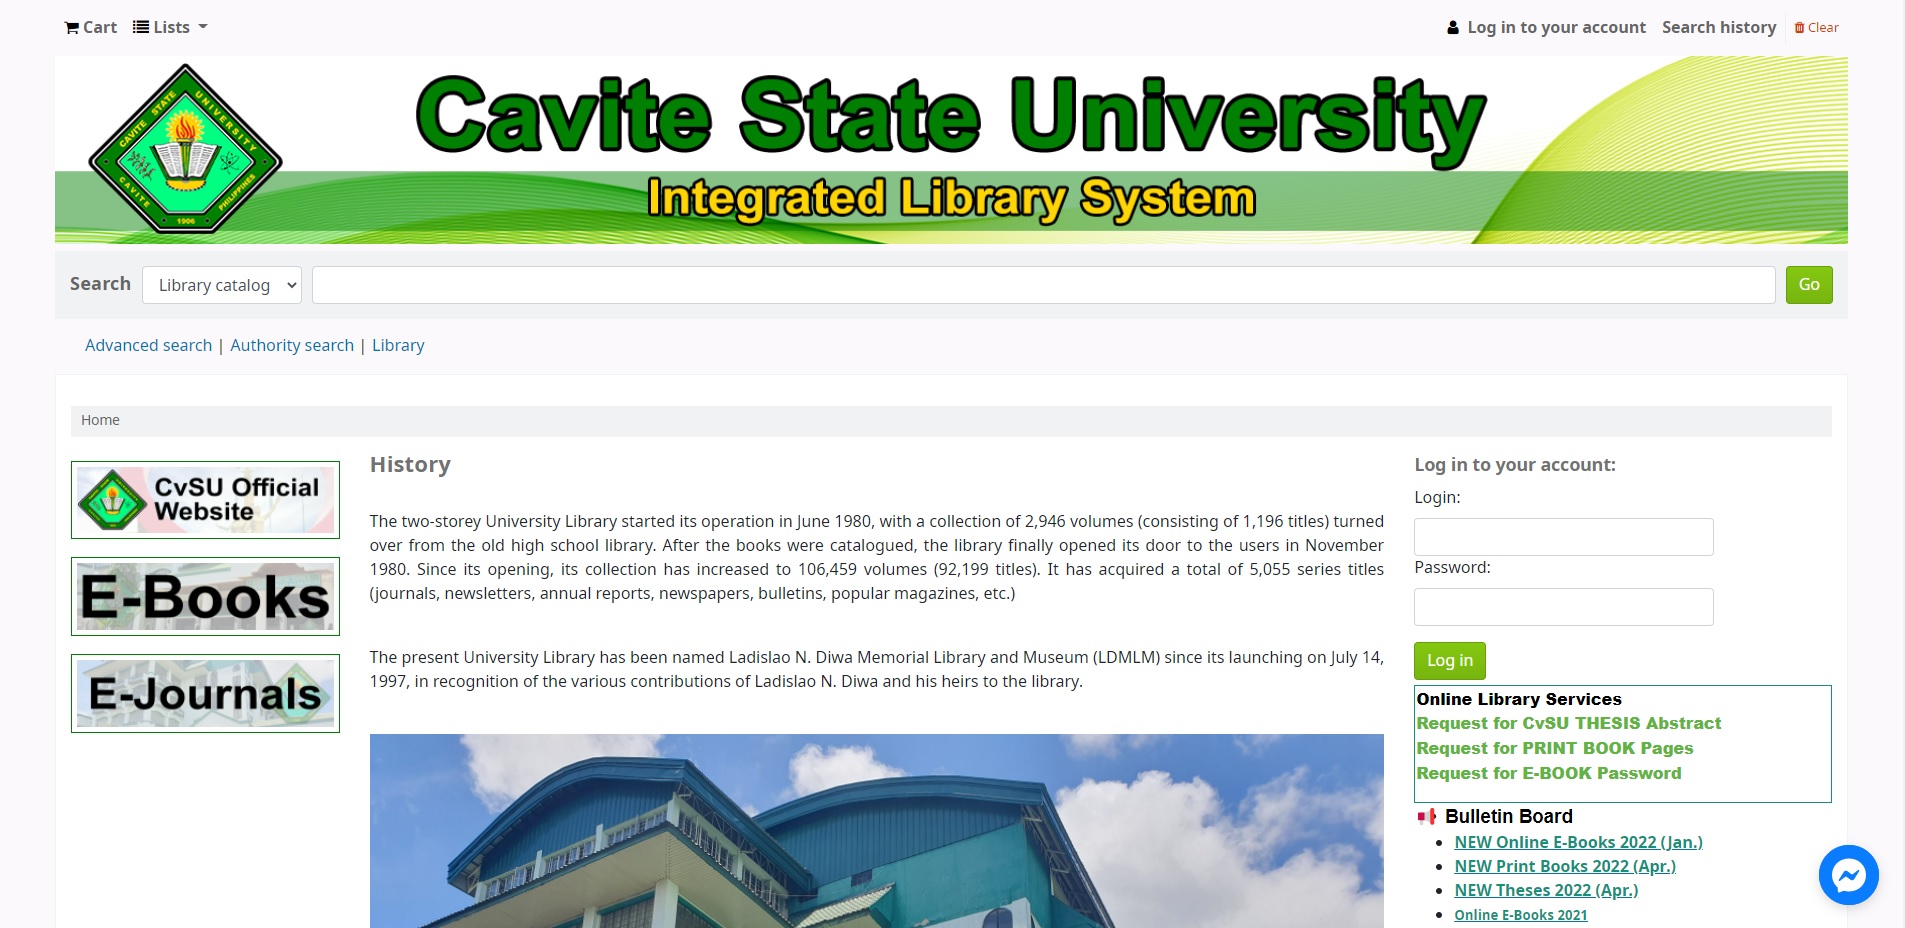 Cart Lists
Log in to your account Search history Clear
CAVITE STATE UNIVERSITY
CAVITE PHILIPPINES
1906
Cavite State University
Integrated Library System
Search Library catalog Go
Advanced search | Authority search | Library
Home
CvSU Official
Website
E-Books
E-Journals
History
The two-storey University Library started its operation in June 1980, with a collection of 2,946 volumes (consisting of 1,196 titles) turned
over from the old high school library. After the books were catalogued, the library finally opened its door to the users in November
1980. Since its opening, its collection has increased to 106,459 volumes (92,199 titles). It has acquired a total of 5,055 series titles
(journals, newsletters, annual reports, newspapers, bulletins, popular magazines, etc.)
The present University Library has been named Ladislao N. Diwa Memorial Library and Museum (LDMLM) since its launching on July 14,
1997, in recognition of the various contributions of Ladislao N. Diwa and his heirs to the library.
Log in to your account:
Login:
Password:
Log in
Online Library Services
Request for CvSU THESIS Abstract
Request for PRINT BOOK Pages
Request for E-BOOK Password
Bulletin Board
NEW Online E-Books 2022 (Jan.)
NEW Print Books 2022 (Apr.)
NEW Theses 2022 (Apr.)
Online E-Books 2021